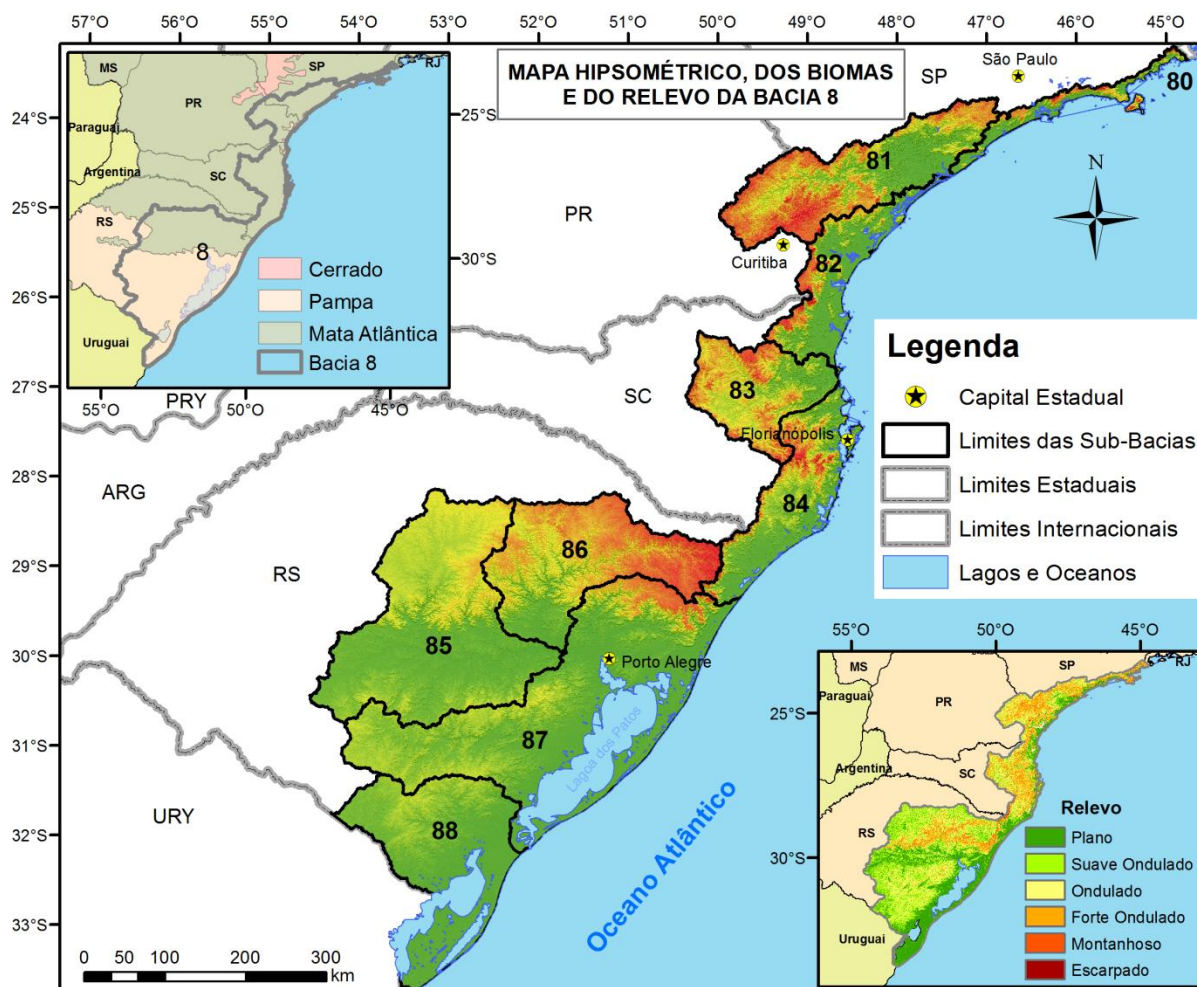 57°O 56°O 55°O 54°O 53°O 52°O 51°O 50°O 49°O 48°O 47°O 46°O 45°O
MAPA HIPSOMÉTRICO, DOS BIOMAS
E DO RELEVO DA BACIA 8
MS
SP
RJ
PR
Paraguai
Argentina
SC
RS
8
Uruguai
Cerrado
Pampa
Mata Atlântica
Bacia 8
55°O 50°O 45°O
25°S
30°S
24°S
25°S
26°S
27°S
28°S
29°S
30°S
31°S
32°S
33°S
SP
São Paulo
80
81
N
PR
Curitiba
82
SC
83
Florianópolis
84
PRY
ARG
RS
86
85
Porto Alegre
87
Lagoa dos Patos
URY
88
Oceano Atlântico
0 50 100 200 300
km
Legenda
Capital Estadual
Limites das Sub-Bacias
Limites Estaduais
Limites Internacionais
Lagos e Oceanos
55°O 50°O 45°O
25°S
30°S
MS
SP
RJ
Paraguai
PR
Argentina
SC
RS
Uruguai
Relevo
Plano
Suave Ondulado
Ondulado
Forte Ondulado
Montanhoso
Escarpado